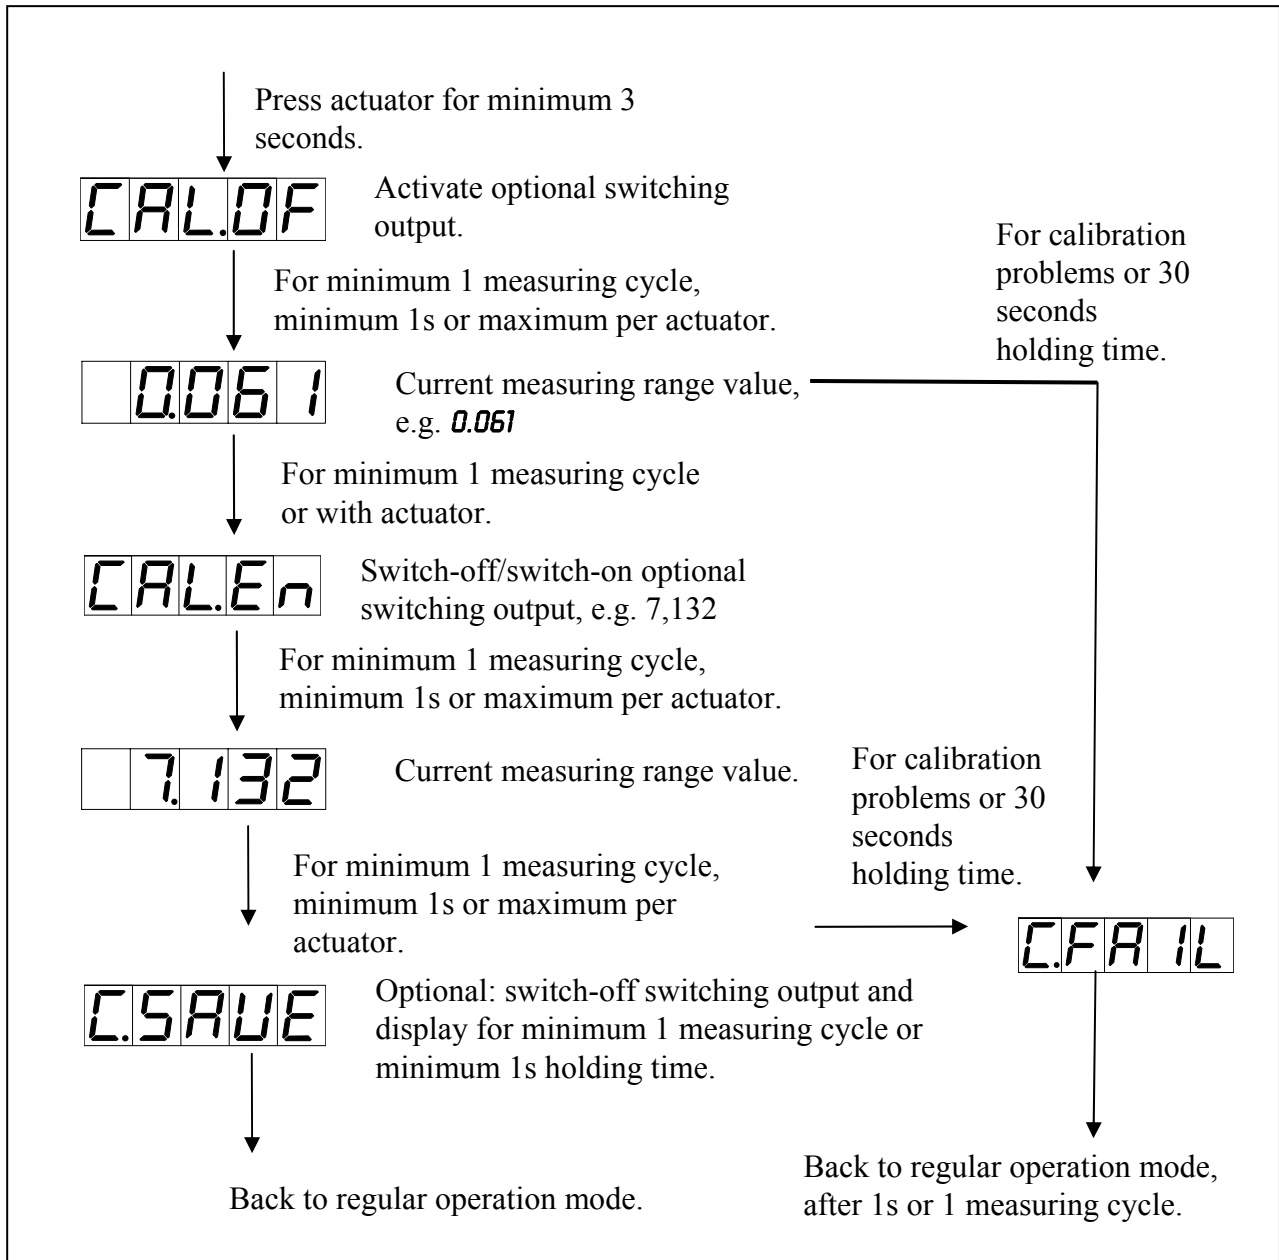 Press actuator for minimum 3
seconds.
CAL.OF
Activate optional switching
output.
For minimum 1 measuring cycle,
minimum 1s or maximum per actuator.
For calibration
problems or 30
seconds
holding time.
0.061
Current measuring range value,
e.g. 0.061
For minimum 1 measuring cycle
or with actuator.
CAL.En
Switch-off/switch-on optional
switching output, e.g. 7,132
For minimum 1 measuring cycle,
minimum 1s or maximum per actuator.
7.132
Current measuring range value.
For calibration
problems or 30
seconds
holding time.
For minimum 1 measuring cycle,
minimum 1s or maximum per
actuator.
C.FAIL
C.SAVE
Optional: switch-off switching output and
display for minimum 1 measuring cycle or
minimum 1s holding time.
Back to regular operation mode.
Back to regular operation mode,
after 1s or 1 measuring cycle.